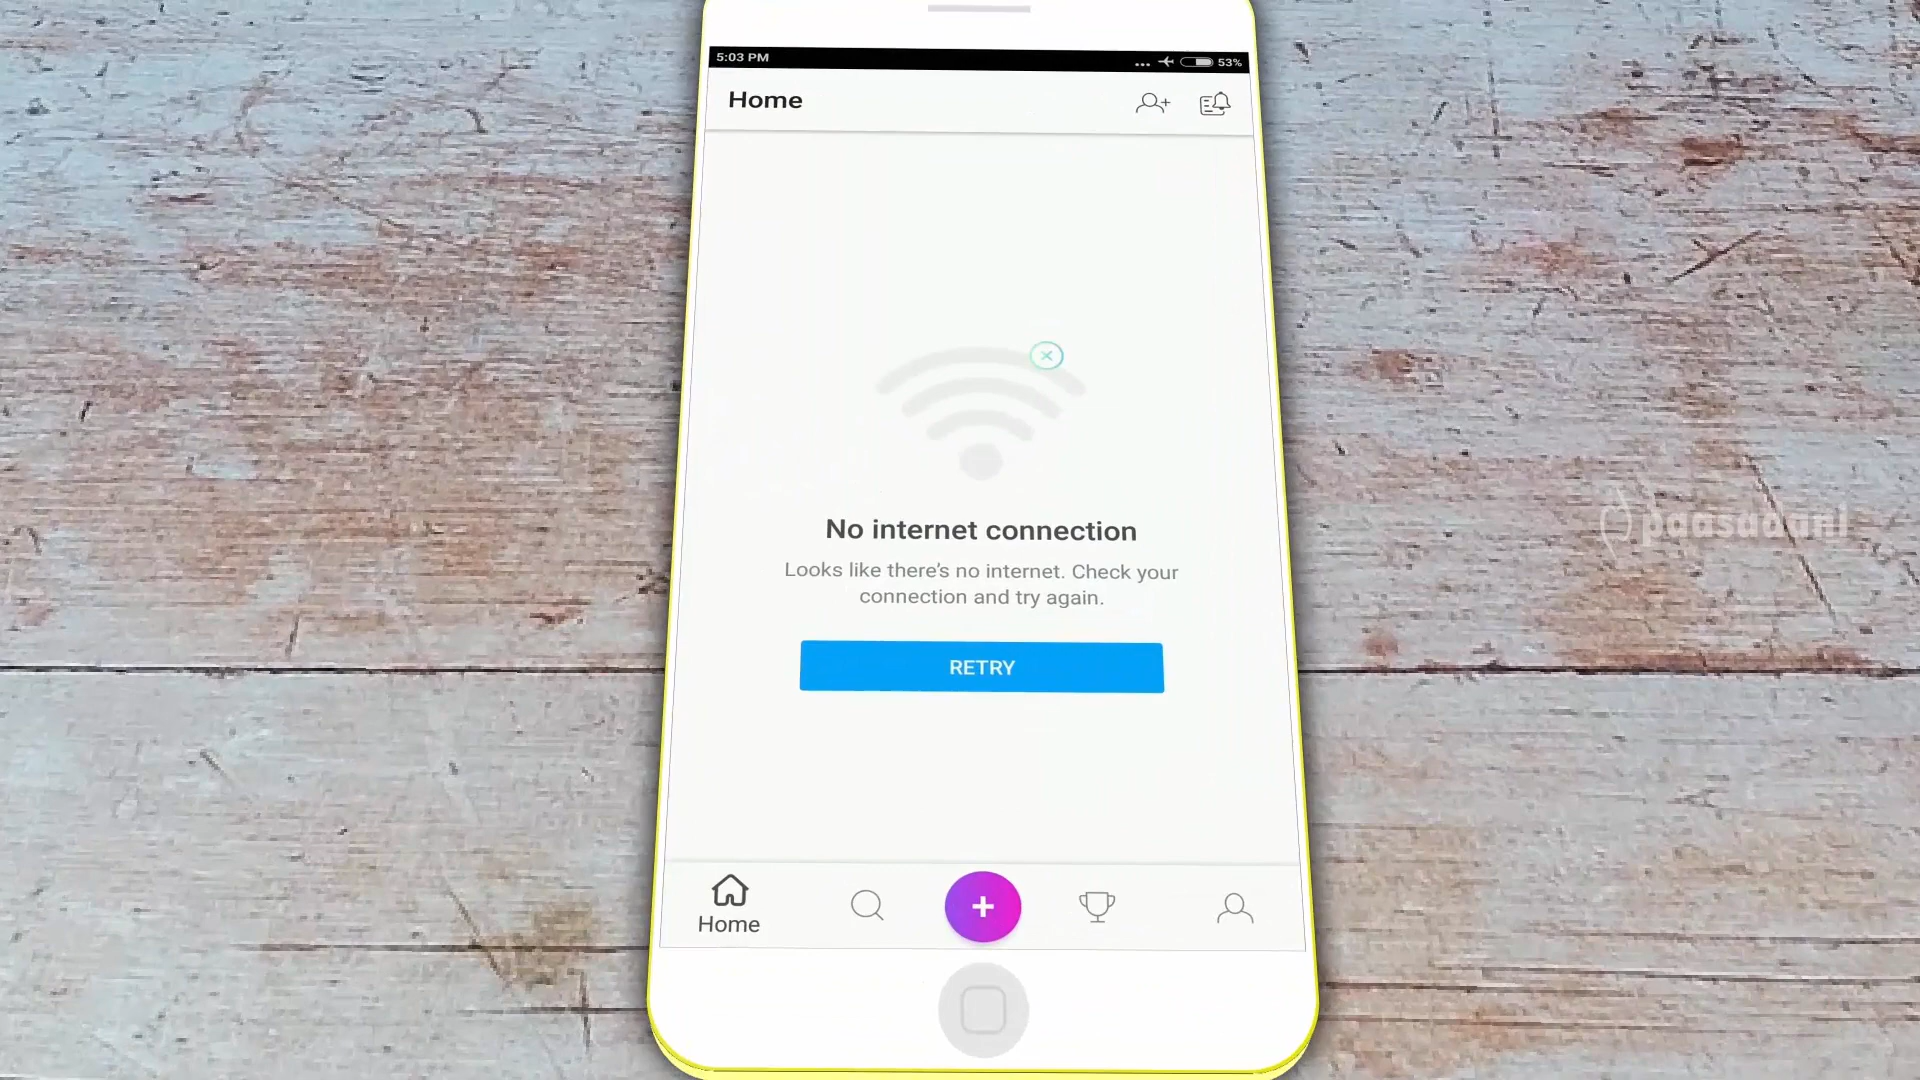 5:03 PM
53%
Home
No internet connection
Looks like there's no internet. Check your
connection and try again.
RETRY
Home